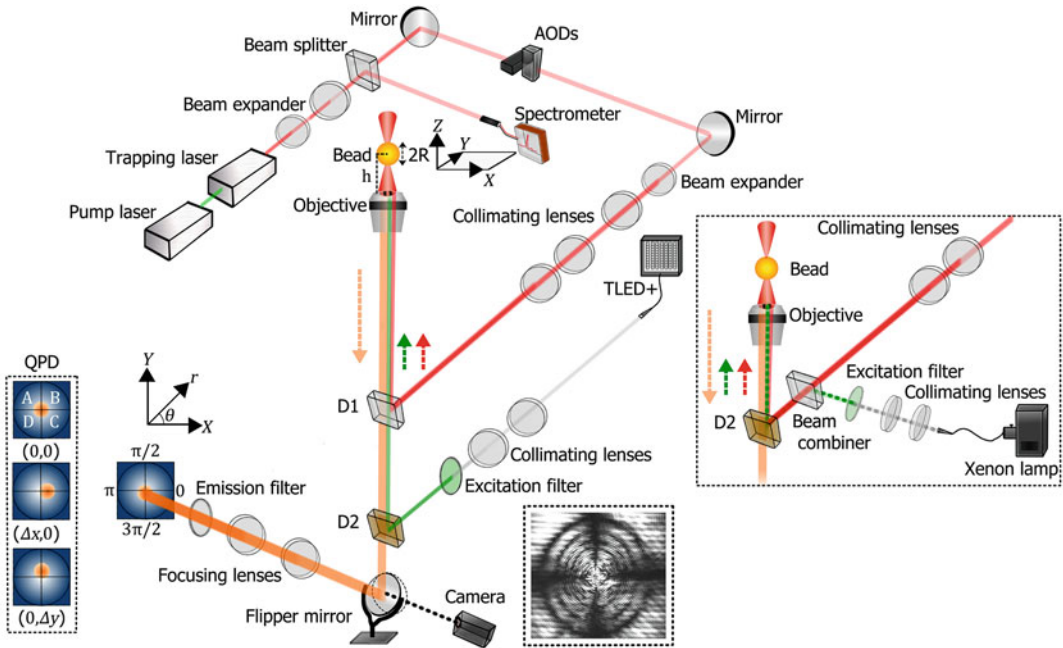 Mirror
AODs
Beam splitter
Beam expander
Spectrometer
Mirror
Trapping laser
Z
Y
X
Bead
2R
h
Beam expander
Pump laser
Objective
Collimating lenses
TLED+
D1
Collimating lenses
Excitation filter
D2
QPD
A B
D C
(0,0)
(Δx,0)
(0,Δy)
Y
r
θ
X
π/2
π
0
3π/2
Emission filter
Focusing lenses
Flipper mirror
Camera
Collimating lenses
Bead
Objective
Excitation filter
Collimating lenses
D2
Beam
combiner
Xenon lamp